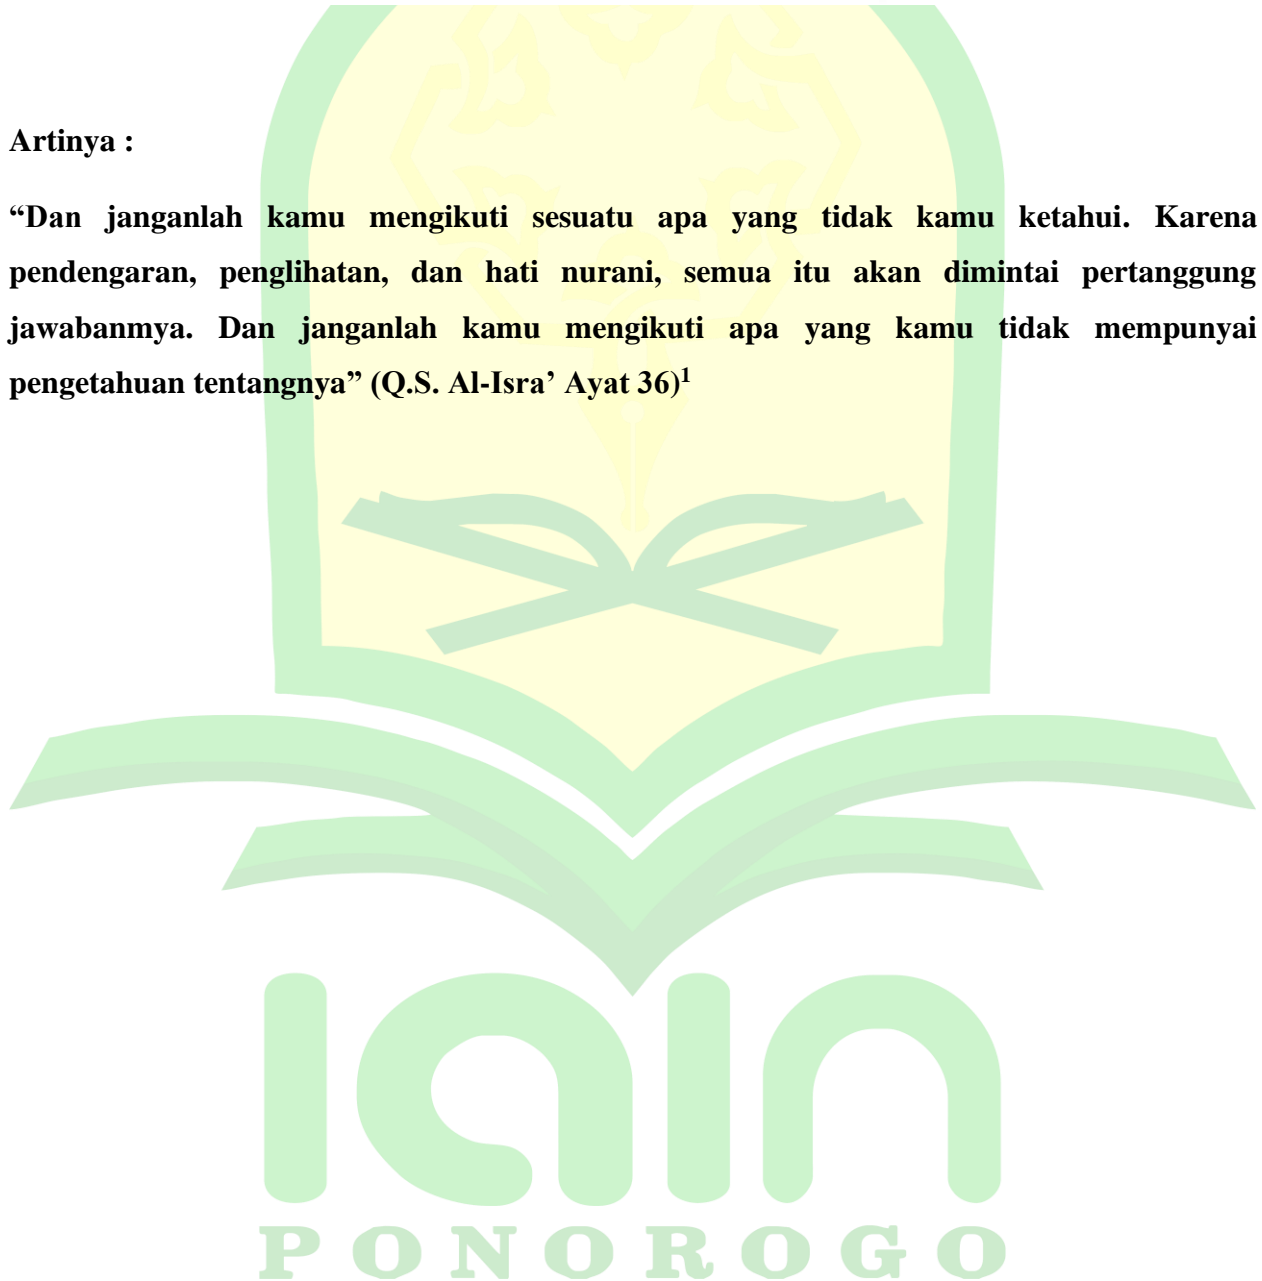 Artinya :
“Dan janganlah kamu mengikuti sesuatu apa yang tidak kamu ketahui. Karena
pendengaran, penglihatan, dan hati nurani, semua itu akan dimintai pertanggung
jawabanmya. Dan janganlah kamu mengikuti apa yang kamu tidak mempunyai
pengetahuan tentangnya” (Q.S. Al-Isra’ Ayat 36)¹
iain
PONOROGO